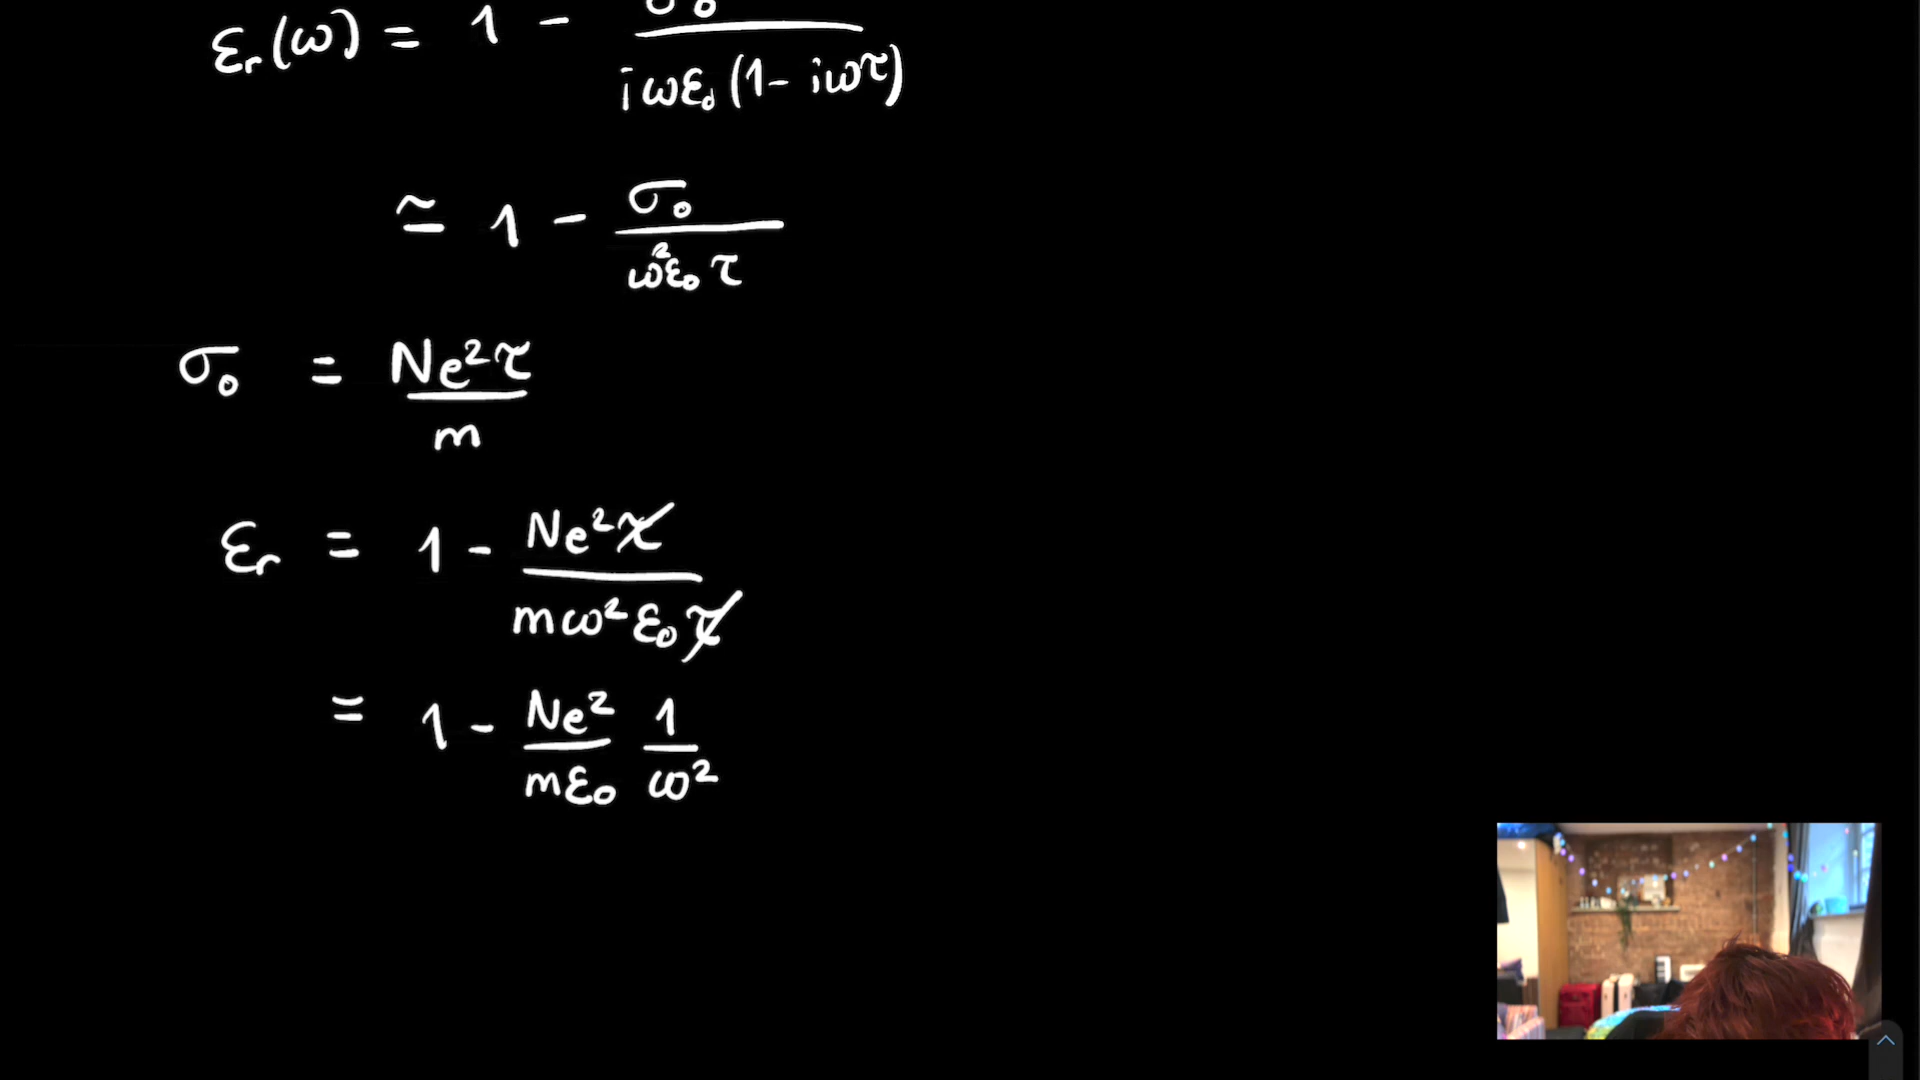 εᵣ(ω) = 1 - σ₀ / iωε₀(1 - iωτ)
≃ 1 - σ₀ / ω²ε₀τ
σ₀ = Ne²τ / m
εᵣ = 1 - Ne²τ / mω²ε₀τ
= 1 - Ne² / mε₀ 1 / ω²